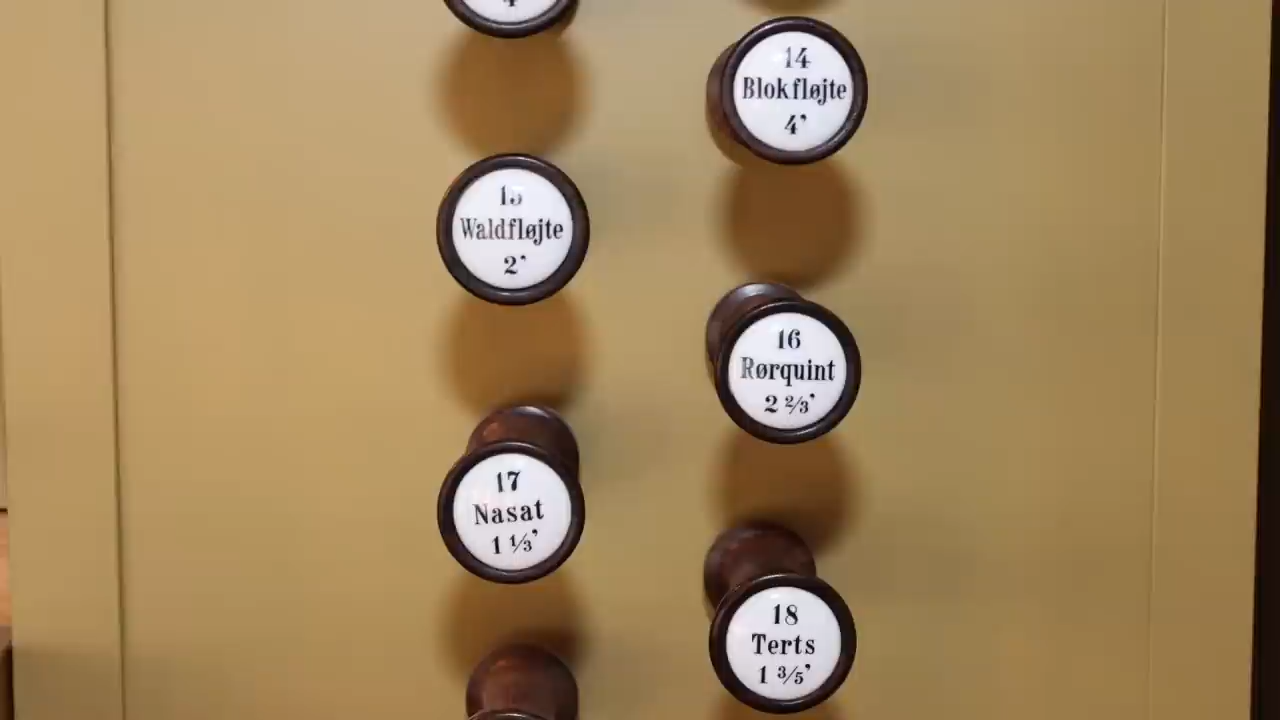 4'
14
Blokfløjte
4'
15
Waldfløjte
2'
16
Rørquint
2 2/3'
17
Nasat
1 1/3'
18
Terts
1 3/5'